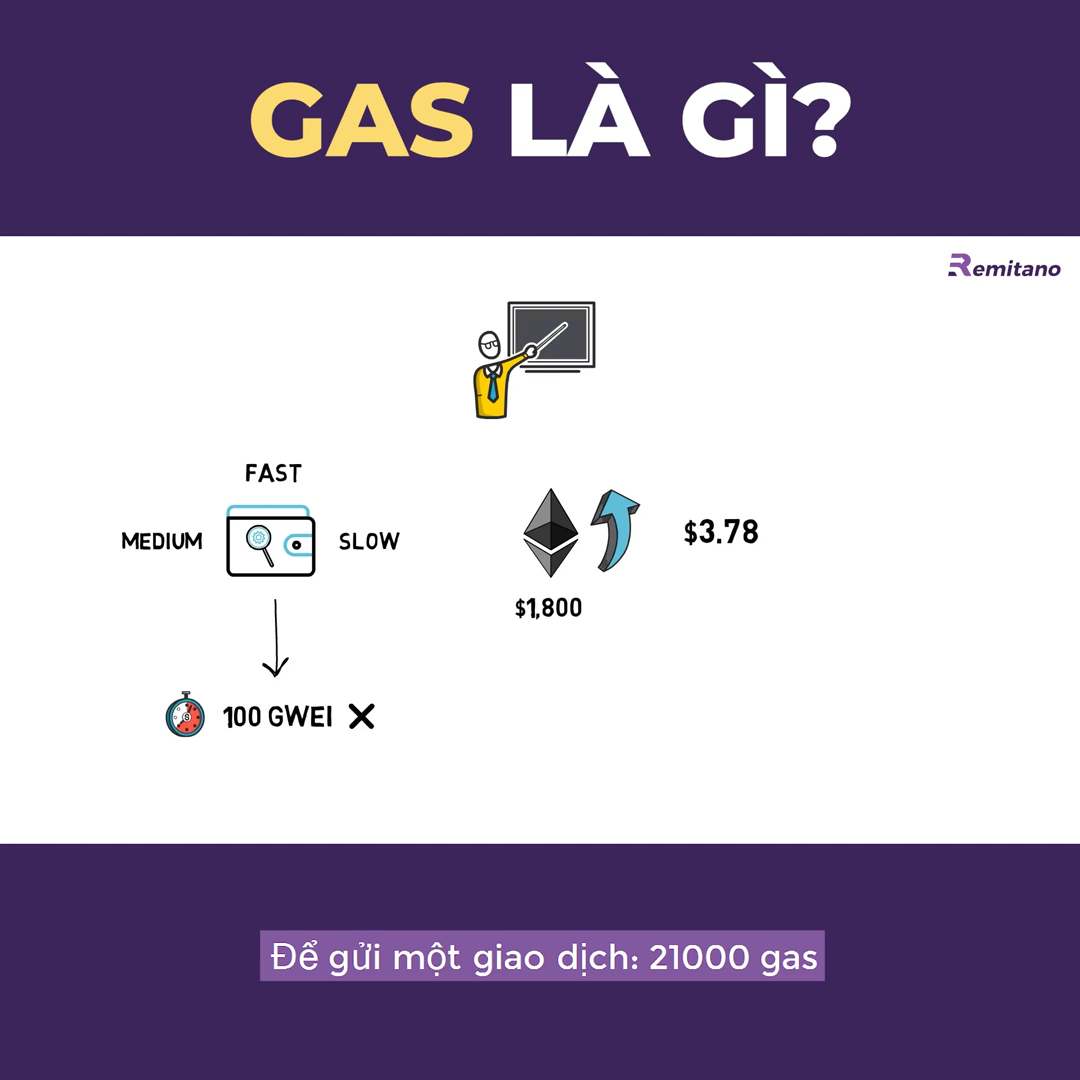 GAS LÀ GÌ?
Remitano
FAST
MEDIUM
SLOW
$3.78
$1,800
100 GWEI X
Để gửi một giao dịch: 21000 gas